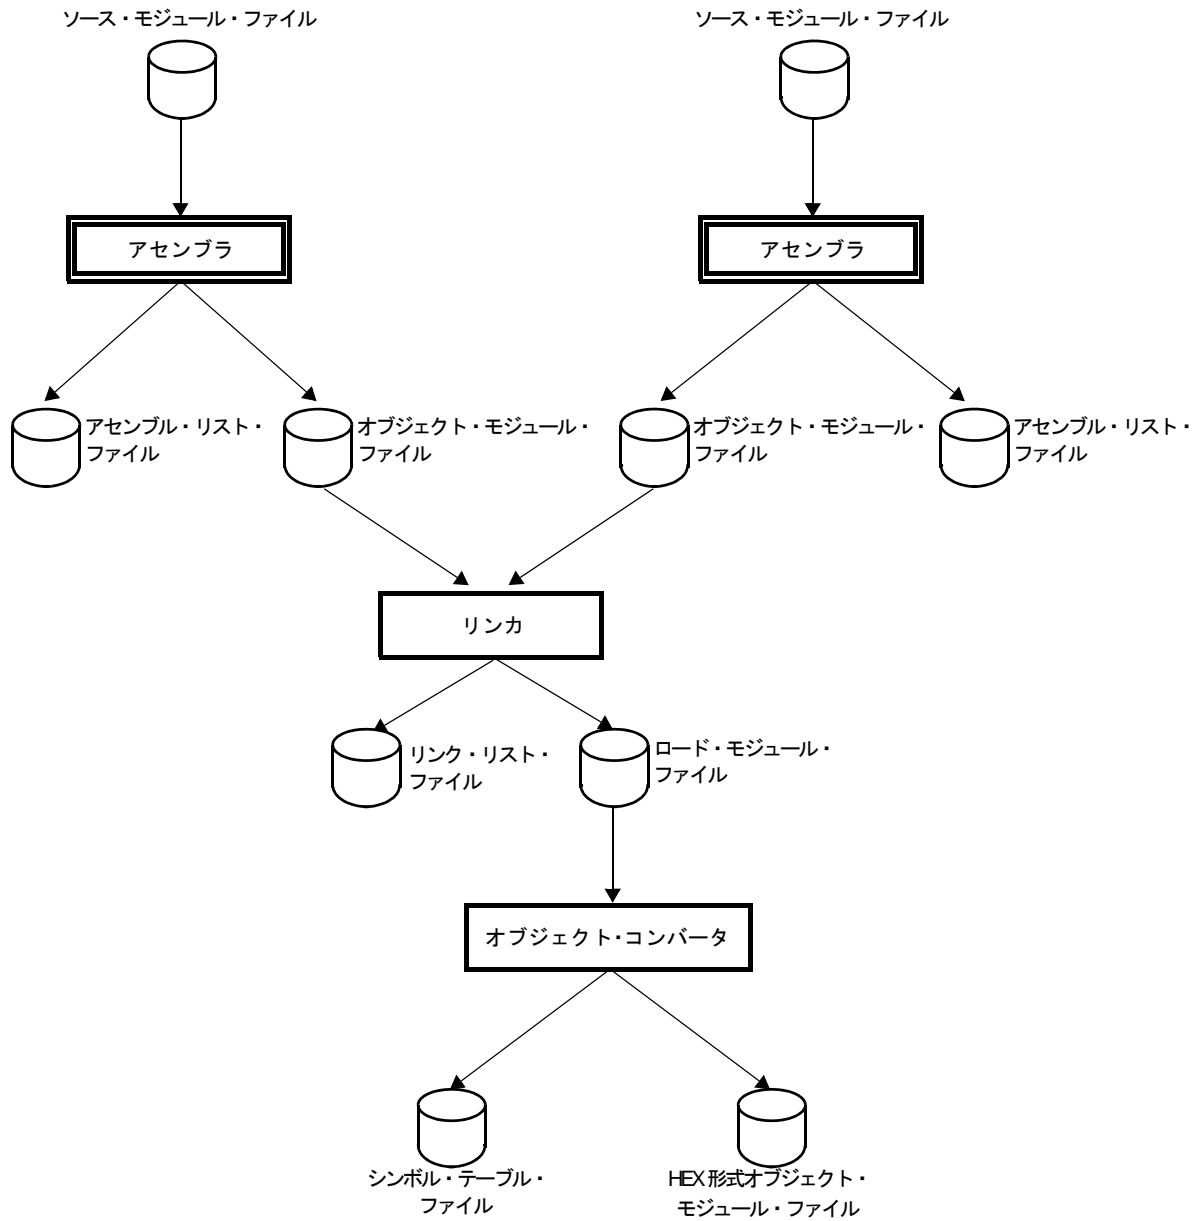 ソース・モジュール・ファイル
ソース・モジュール・ファイル
アセンブラ
アセンブラ
アセンブル・リスト・
ファイル
オブジェクト・モジュール・
ファイル
オブジェクト・モジュール・
ファイル
アセンブル・リスト・
ファイル
リンカ
リンク・リスト・
ファイル
ロード・モジュール・
ファイル
オブジェクト・コンバータ
シンボル・テーブル・
ファイル
HEX 形式オブジェクト・
モジュール・ファイル